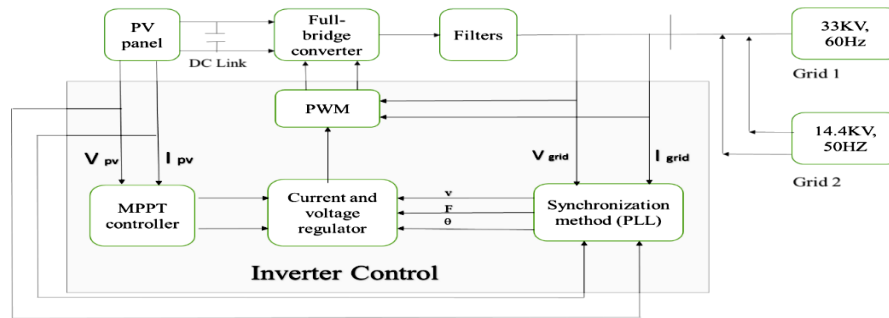 PV
panel
DC Link
Full-
bridge
converter
Filters
33KV,
60Hz
Grid 1
14.4KV,
50HZ
Grid 2
PWM
V pv
I pv
V grid
I grid
MPPT
controller
Current and
voltage
regulator
v
F
θ
Synchronization
method (PLL)
Inverter Control